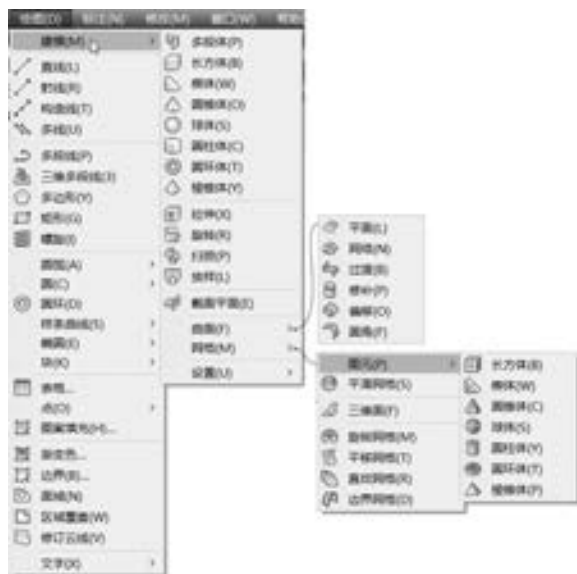 绘图(D) 标注(N) 修改(M) 窗口(W) 帮助
建模(M)
直线(L)
射线(R)
构造线(T)
多线(U)
多段线(P)
三维多段线(3)
多边形(Y)
矩形(G)
螺旋(I)
圆弧(A)
圆(C)
圆环(D)
样条曲线(S)
椭圆(E)
块(K)
表格...
点(O)
图案填充(H)...
渐变色...
边界(B)...
面域(N)
区域覆盖(W)
修订云线(V)
文字(X)
多段体(P)
长方体(B)
楔体(W)
圆锥体(O)
球体(S)
圆柱体(C)
圆环体(T)
棱锥体(Y)
拉伸(X)
旋转(R)
扫掠(P)
放样(L)
截面平面(E)
曲面(F)
网格(M)
设置(U)
平面(L)
网络(N)
过渡(B)
修补(P)
偏移(O)
圆角(F)
图元(P)
平滑网格(S)
三维面(F)
旋转网格(M)
平移网格(T)
直纹网格(R)
边界网格(D)
长方体(B)
楔体(W)
圆锥体(C)
球体(S)
圆柱体(Y)
圆环体(T)
棱锥体(P)